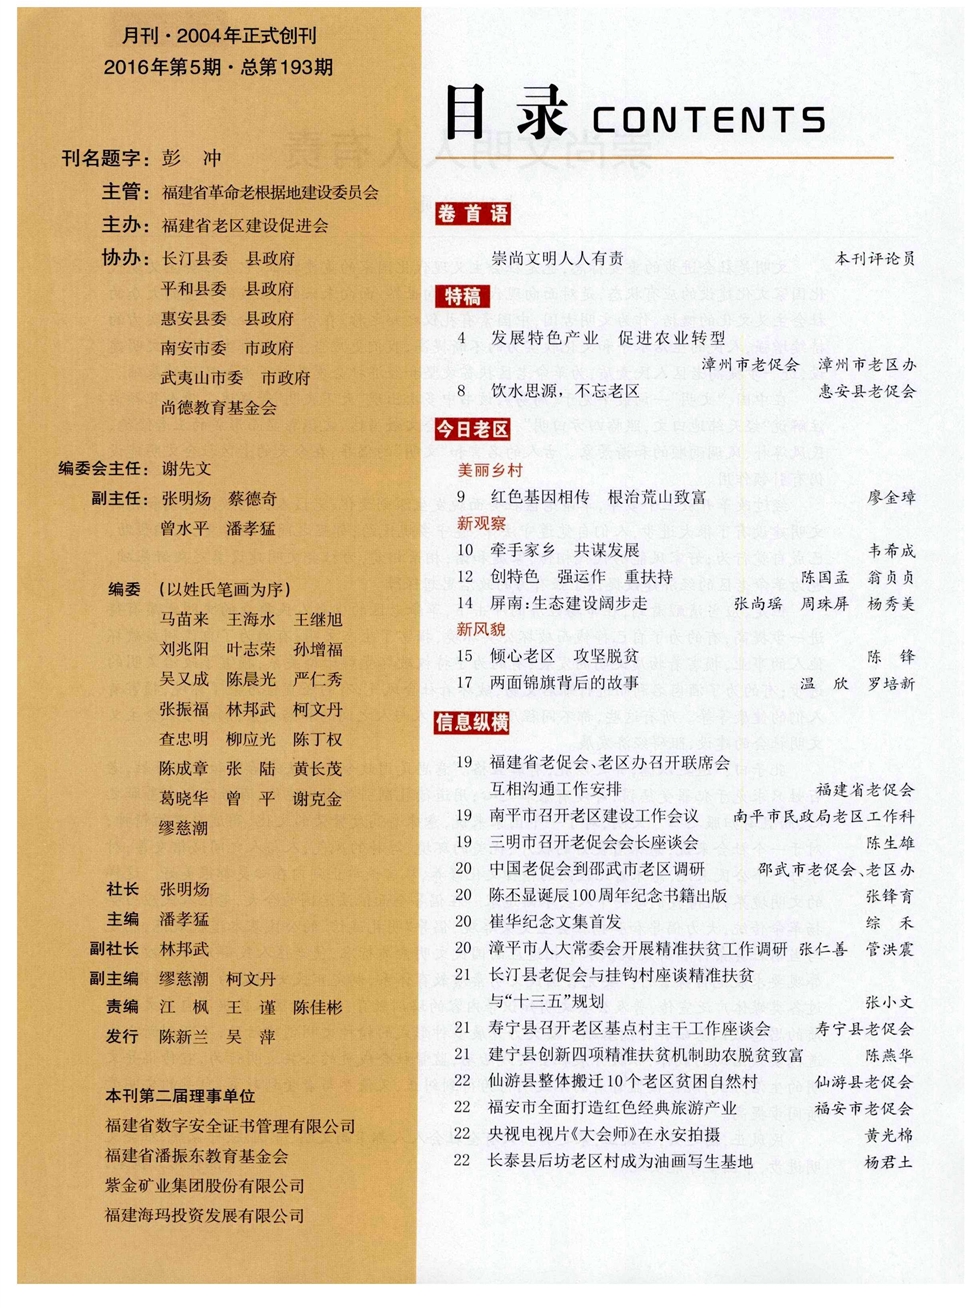 月刊·2004年正式创刊
2016年第5期·总第193期
刊名题字：彭　冲
主管：福建省革命老根据地建设委员会
主办：福建省老区建设促进会
协办：长汀县委　县政府
平和县委　县政府
惠安县委　县政府
南安市委　市政府
武夷山市委　市政府
尚德教育基金会
编委会主任：谢先文
副主任：张明炀　蔡德奇
曾水平　潘孝猛
编委　(以姓氏笔画为序)
马苗来　王海水　王继旭
刘兆阳　叶志荣　孙增福
吴又成　陈晨光　严仁秀
张振福　林邦武　柯文丹
查忠明　柳应光　陈丁权
陈成章　张　陆　黄长茂
葛晓华　曾　平　谢克金
缪慈潮
社长　张明炀
主编　潘孝猛
副社长　林邦武
副主编　缪慈潮　柯文丹
责编　江　枫　王　谨　陈佳彬
发行　陈新兰　吴　萍
本刊第二届理事单位
福建省数字安全证书管理有限公司
福建省潘振东教育基金会
紫金矿业集团股份有限公司
福建海玛投资发展有限公司
目录 CONTENTS
卷首语
崇尚文明人人有责　本刊评论员
特稿
4　发展特色产业　促进农业转型
漳州市老促会　漳州市老区办
8　饮水思源，不忘老区　惠安县老促会
今日老区
美丽乡村
9　红色基因相传　根治荒山致富　廖金璋
新观察
10　牵手家乡　共谋发展　韦希成
12　创特色　强运作　重扶持　陈国孟　翁贞贞
14　屏南:生态建设阔步走　张尚瑶　周珠屏　杨秀美
新风貌
15　倾心老区　攻坚脱贫　陈　锋
17　两面锦旗背后的故事　温　欣　罗培新
信息纵横
19　福建省老促会、老区办召开联席会
互相沟通工作安排　福建省老促会
19　南平市召开老区建设工作会议　南平市民政局老区工作科
19　三明市召开老促会会长座谈会　陈生雄
20　中国老促会到邵武市老区调研　邵武市老促会、老区办
20　陈丕显诞辰100周年纪念书籍出版　张锋育
20　崔华纪念文集首发　综　禾
20　漳平市人大常委会开展精准扶贫工作调研　张仁善　管洪震
21　长汀县老促会与挂钩村座谈精准扶贫
与“十三五”规划　张小文
21　寿宁县召开老区基点村主干工作座谈会　寿宁县老促会
21　建宁县创新四项精准扶贫机制助农脱贫致富　陈燕华
22　仙游县整体搬迁10个老区贫困自然村　仙游县老促会
22　福安市全面打造红色经典旅游产业　福安市老促会
22　央视电视片《大会师》在永安拍摄　黄光棉
22　长泰县后坊老区村成为油画写生基地　杨君土